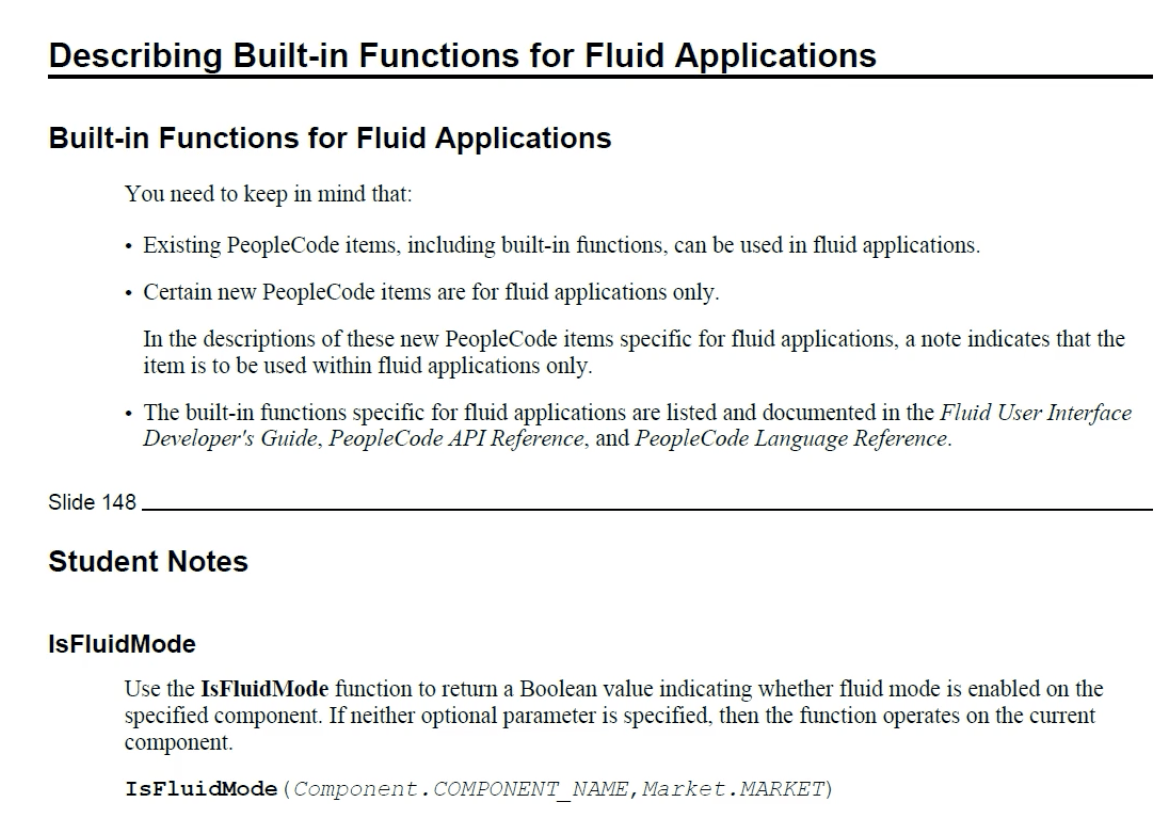 Describing Built-in Functions for Fluid Applications
Built-in Functions for Fluid Applications
You need to keep in mind that:
• Existing PeopleCode items, including built-in functions, can be used in fluid applications.
• Certain new PeopleCode items are for fluid applications only.
In the descriptions of these new PeopleCode items specific for fluid applications, a note indicates that the
item is to be used within fluid applications only.
• The built-in functions specific for fluid applications are listed and documented in the Fluid User Interface
Developer's Guide, PeopleCode API Reference, and PeopleCode Language Reference.
Slide 148
Student Notes
IsFluidMode
Use the IsFluidMode function to return a Boolean value indicating whether fluid mode is enabled on the
specified component. If neither optional parameter is specified, then the function operates on the current
component.
IsFluidMode(Component.COMPONENT_NAME,Market.MARKET)